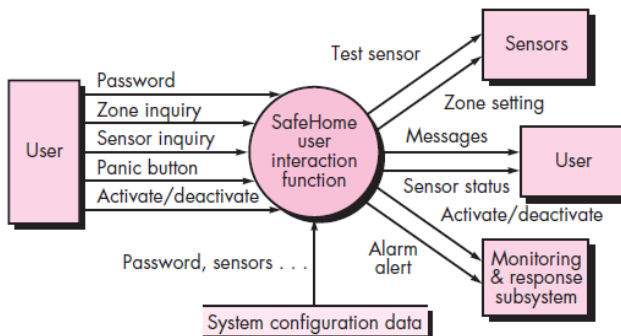 User
Password
Zone inquiry
Sensor inquiry
Panic button
Activate/deactivate
SafeHome
user
interaction
function
Test sensor
Zone setting
Sensors
Messages
Sensor status
User
Activate/deactivate
Alarm
alert
Monitoring
& response
subsystem
Password, sensors . . .
System configuration data